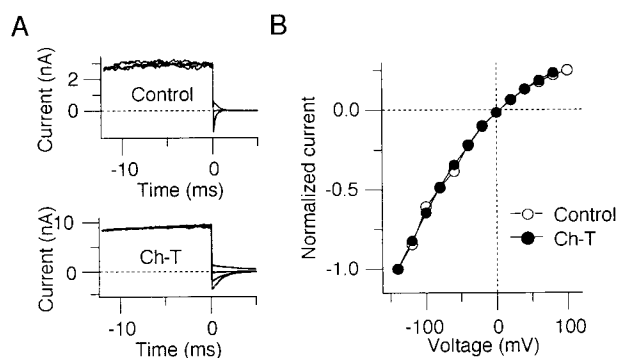 A
Current (nA)
2
0
Control
-10
0
Time (ms)
Current (nA)
10
0
Ch-T
-10
0
Time (ms)
B
Normalized current
0.0
-0.5
-1.0
Control
Ch-T
-100
0
100
Voltage (mV)